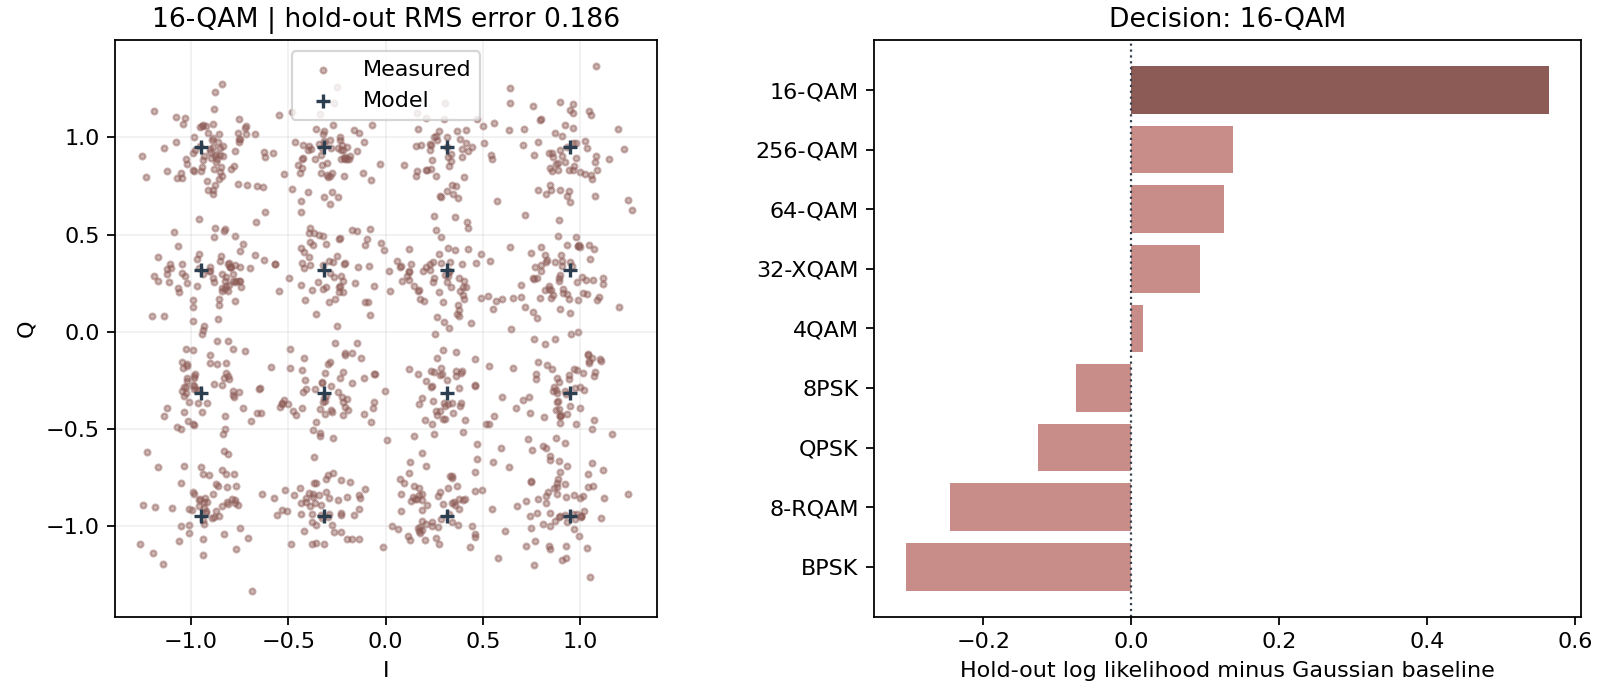 16-QAM | hold-out RMS error 0.186
Measured
Model
Q
1.0
0.5
0.0
−0.5
−1.0
−1.0
−0.5
0.0
0.5
1.0
I
Decision: 16-QAM
16-QAM
256-QAM
64-QAM
32-XQAM
4QAM
8PSK
QPSK
8-RQAM
BPSK
−0.2
0.0
0.2
0.4
0.6
Hold-out log likelihood minus Gaussian baseline